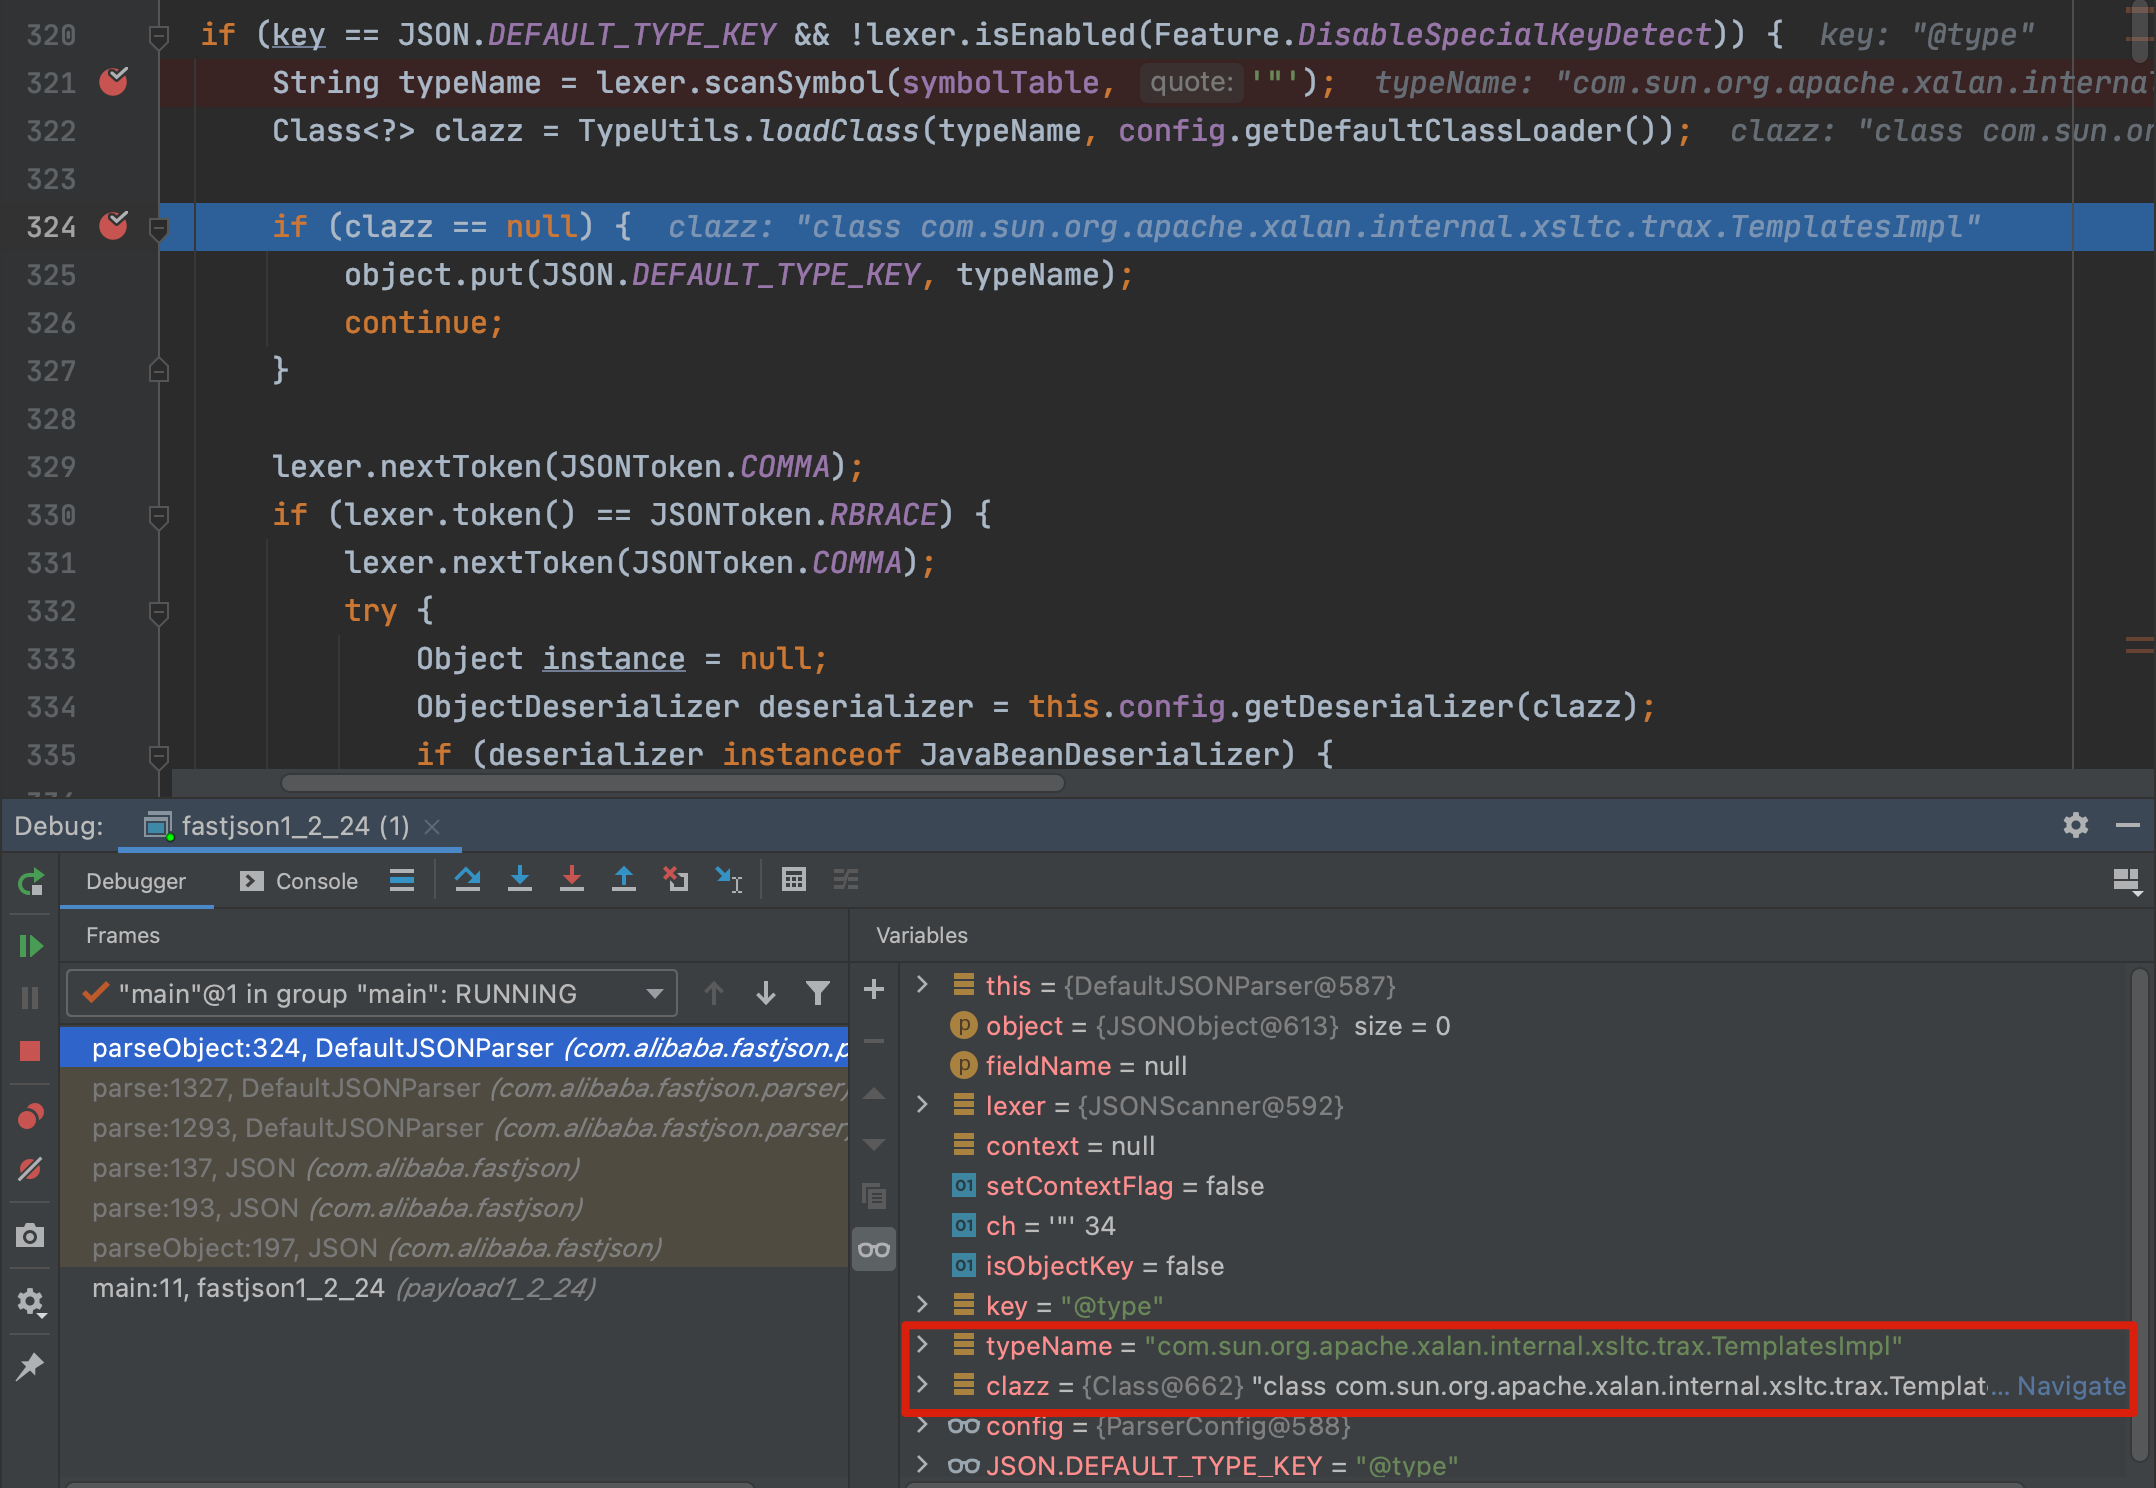 320 if (key == JSON.DEFAULT_TYPE_KEY && !lexer.isEnabled(Feature.DisableSpecialKeyDetect)) { key: "@type"
321 String typeName = lexer.scanSymbol(symbolTable, quote: '"'); typeName: "com.sun.org.apache.xalan.interna
322 Class<?> clazz = TypeUtils.loadClass(typeName, config.getDefaultClassLoader()); clazz: "class com.sun.or
323
324 if (clazz == null) { clazz: "class com.sun.org.apache.xalan.internal.xsltc.trax.TemplatesImpl"
325 object.put(JSON.DEFAULT_TYPE_KEY, typeName);
326 continue;
327 }
328
329 lexer.nextToken(JSONToken.COMMA);
330 if (lexer.token() == JSONToken.RBRACE) {
331 lexer.nextToken(JSONToken.COMMA);
332 try {
333 Object instance = null;
334 ObjectDeserializer deserializer = this.config.getDeserializer(clazz);
335 if (deserializer instanceof JavaBeanDeserializer) {
Debug: fastjson1_2_24 (1)
Debugger Console
Frames
"main"@1 in group "main": RUNNING
parseObject:324, DefaultJSONParser (com.alibaba.fastjson.p
parse:1327, DefaultJSONParser (com.alibaba.fastjson.parser)
parse:1293, DefaultJSONParser (com.alibaba.fastjson.parser)
parse:137, JSON (com.alibaba.fastjson)
parse:193, JSON (com.alibaba.fastjson)
parseObject:197, JSON (com.alibaba.fastjson)
main:11, fastjson1_2_24 (payload1_2_24)
Variables
this = {DefaultJSONParser@587}
object = {JSONObject@613} size = 0
fieldName = null
lexer = {JSONScanner@592}
context = null
setContextFlag = false
ch = '"' 34
isObjectKey = false
key = "@type"
typeName = "com.sun.org.apache.xalan.internal.xsltc.trax.TemplatesImpl"
clazz = {Class@662} "class com.sun.org.apache.xalan.internal.xsltc.trax.Templat... Navigate
config = {ParserConfig@588}
JSON.DEFAULT_TYPE_KEY = "@type"